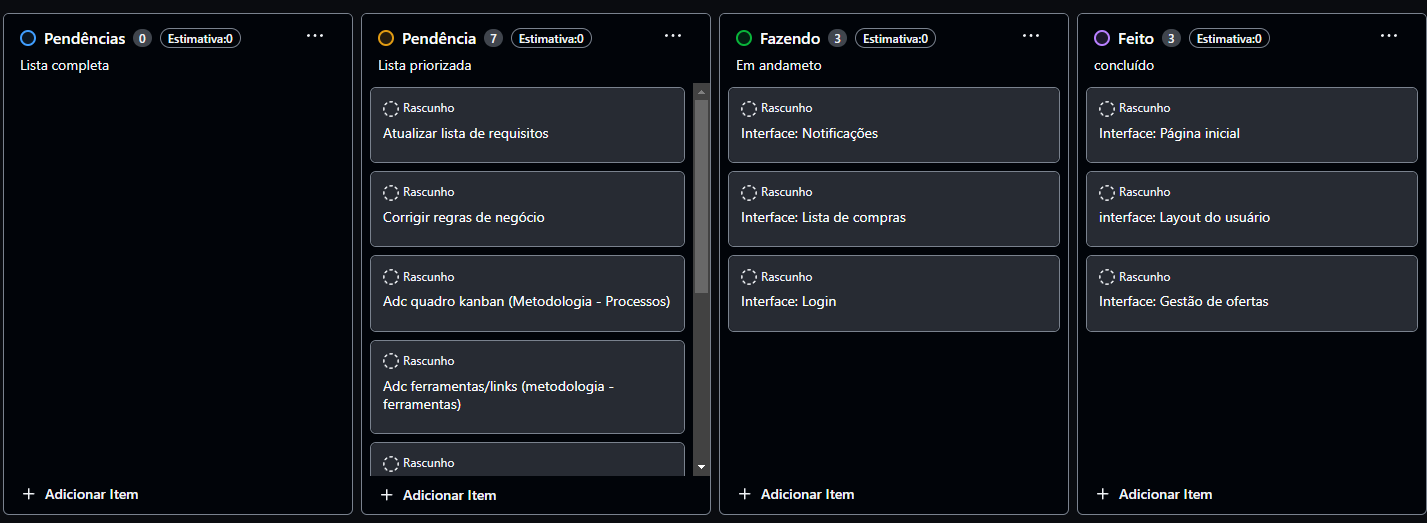 Pendências 0 Estimativa:0 ...
Lista completa
+ Adicionar Item
Pendência 7 Estimativa:0 ...
Lista priorizada
Rascunho
Atualizar lista de requisitos
Rascunho
Corrigir regras de negócio
Rascunho
Adc quadro kanban (Metodologia - Processos)
Rascunho
Adc ferramentas/links (metodologia -
ferramentas)
Rascunho
+ Adicionar Item
Fazendo 3 Estimativa:0 ...
Em andameto
Rascunho
Interface: Notificações
Rascunho
Interface: Lista de compras
Rascunho
Interface: Login
+ Adicionar Item
Feito 3 Estimativa:0 ...
concluído
Rascunho
Interface: Página inicial
Rascunho
interface: Layout do usuário
Rascunho
Interface: Gestão de ofertas
+ Adicionar Item